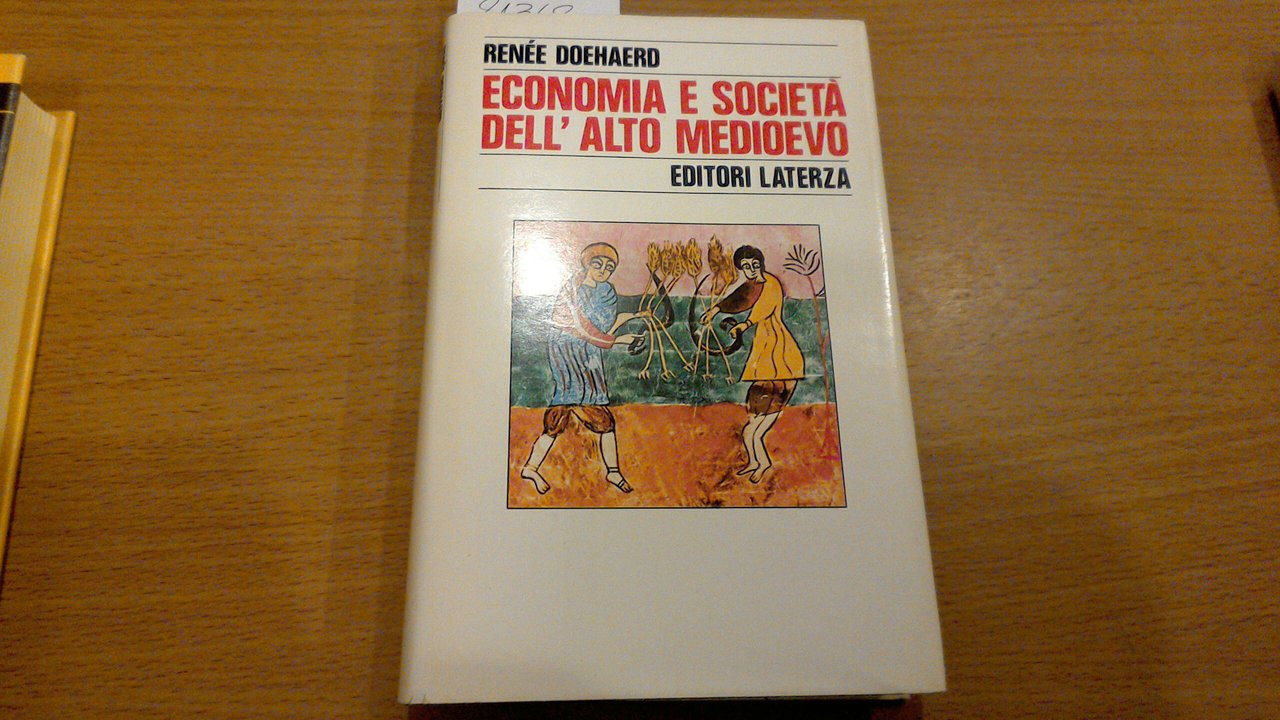 RENÉE DOEHAERD
ECONOMIA E SOCIETÀ
DELL' ALTO MEDIOEVO
EDITORI LATERZA